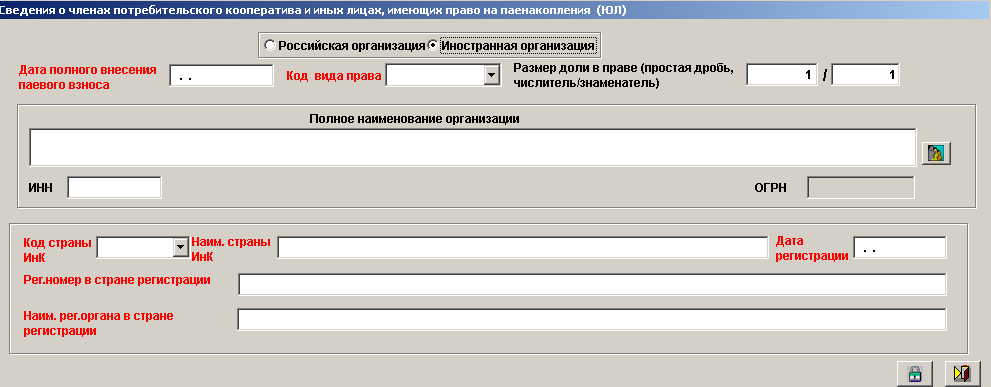 Сведения о членах потребительского кооператива и иных лицах, имеющих право на паенакопления (ЮЛ)
Российская организация Иностранная организация
Дата полного внесения паевого взноса
. .
Код вида права
Размер доли в праве (простая дробь, числитель/знаменатель)
1 / 1
Полное наименование организации
ИНН
ОГРН
Код страны ИнК
Наим. страны ИнК
Дата регистрации
. .
Рег.номер в стране регистрации
Наим. рег.органа в стране регистрации